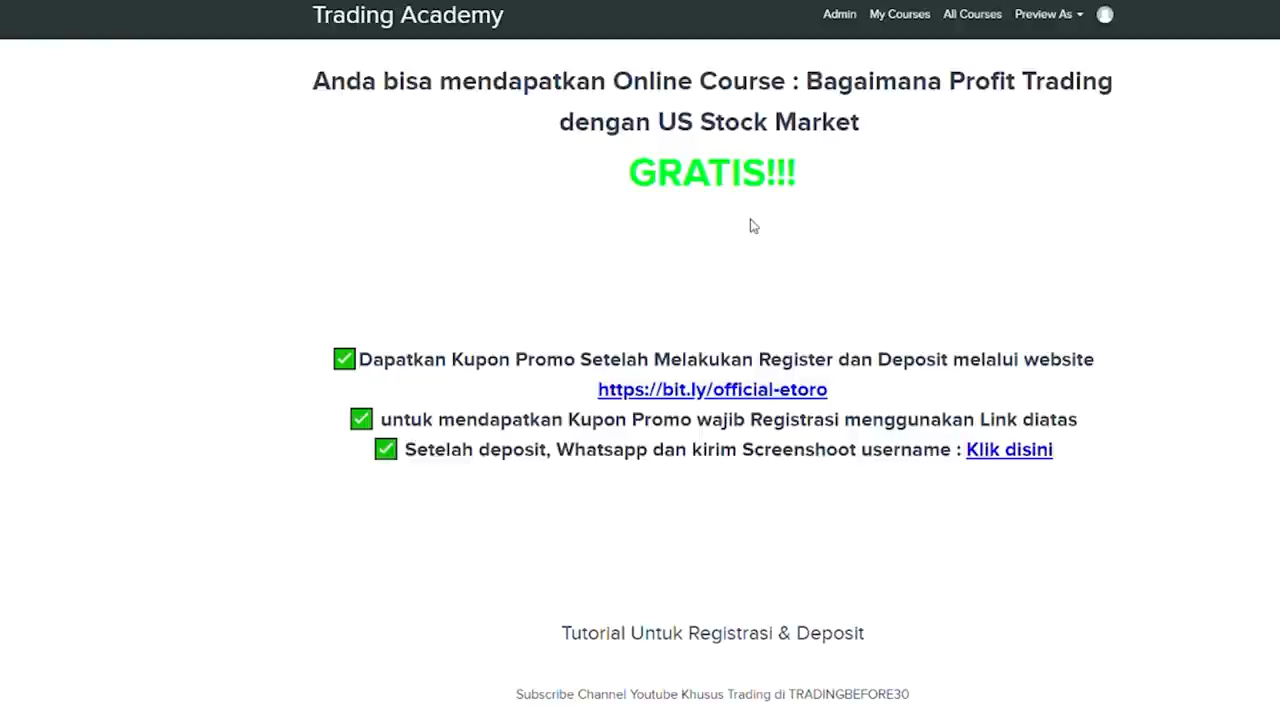 Trading Academy
Admin My Courses All Courses Preview As
Anda bisa mendapatkan Online Course : Bagaimana Profit Trading
dengan US Stock Market
GRATIS!!!
Dapatkan Kupon Promo Setelah Melakukan Register dan Deposit melalui website
https://bit.ly/official-etoro
untuk mendapatkan Kupon Promo wajib Registrasi menggunakan Link diatas
Setelah deposit, Whatsapp dan kirim Screenshoot username : Klik disini
Tutorial Untuk Registrasi & Deposit
Subscribe Channel Youtube Khusus Trading di TRADINGBEFORE30